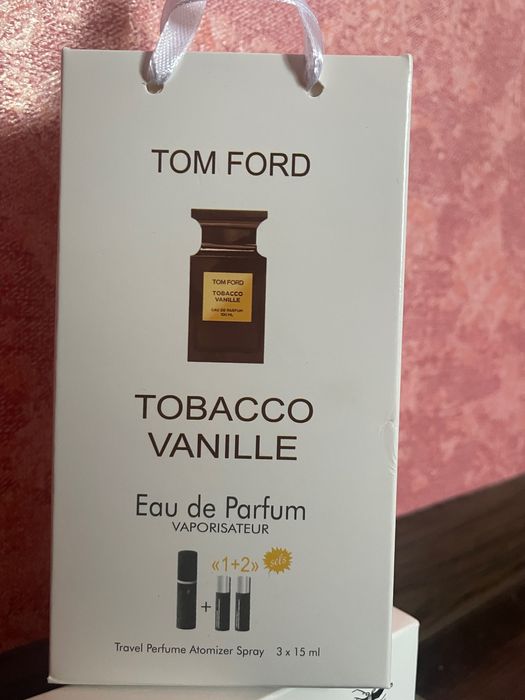 TOM FORD
TOM FORD
TOBACCO
VANILLE
EAU DE PARFUM
100 ML
TOBACCO
VANILLE
Eau de Parfum
VAPORISATEUR
«1+2» sets
+
Travel Perfume Atomizer Spray 3 x 15 ml